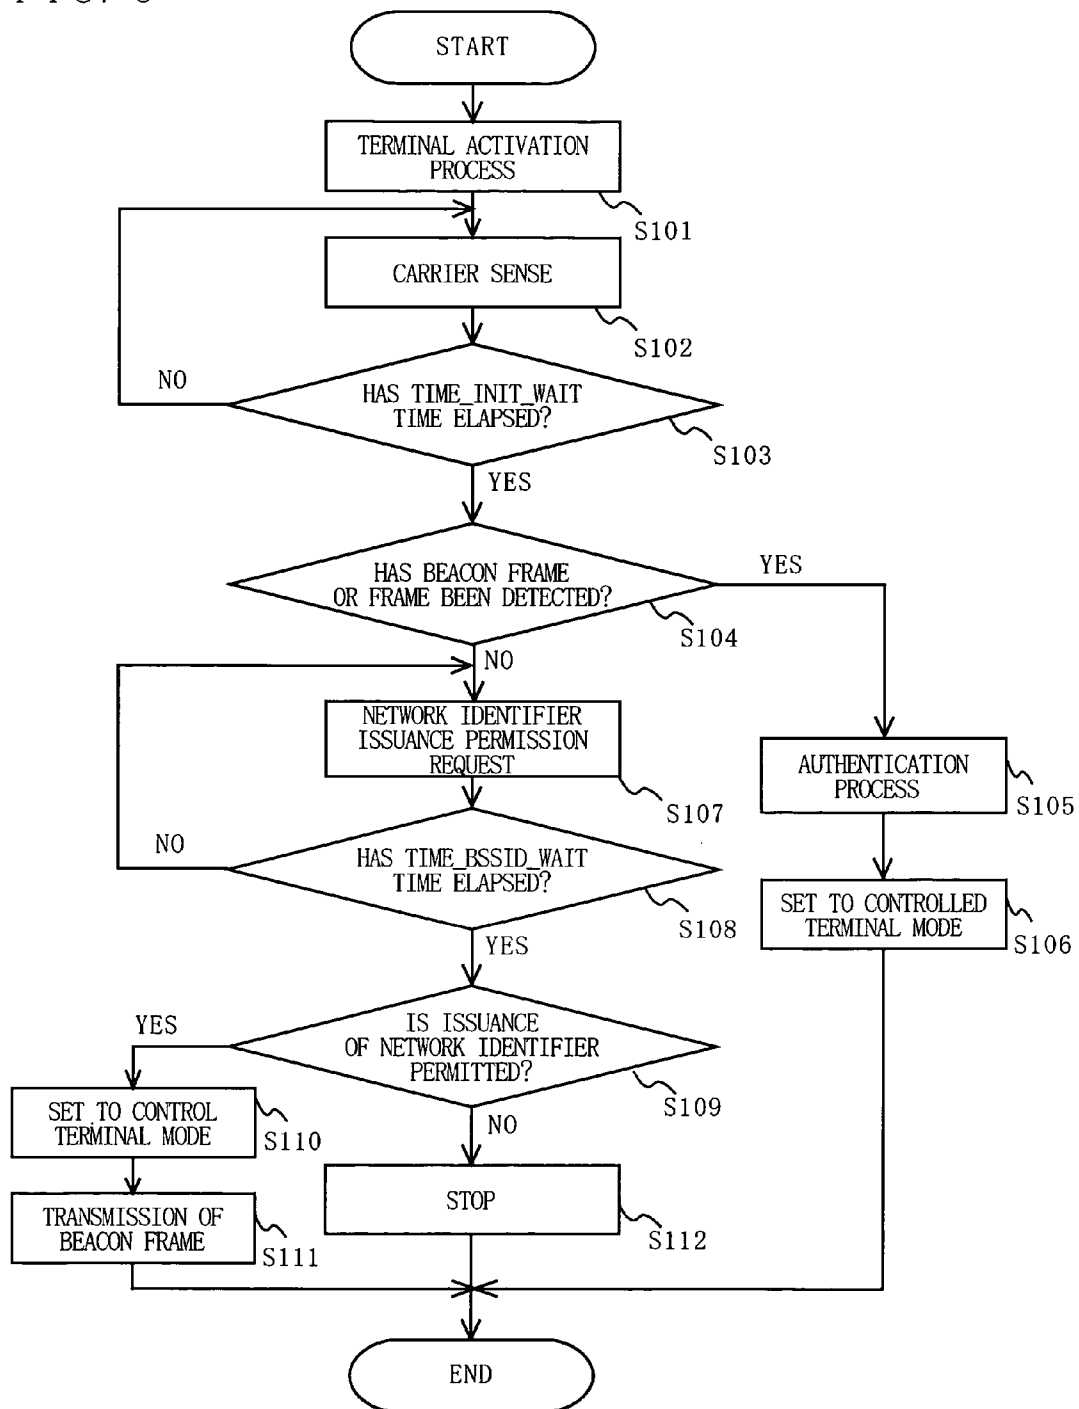 START
TERMINAL ACTIVATION
PROCESS
S101
CARRIER SENSE
S102
NO
HAS TIME_INIT_WAIT
TIME ELAPSED?
S103
YES
HAS BEACON FRAME
OR FRAME BEEN DETECTED?
YES
S104
NO
NETWORK IDENTIFIER
ISSUANCE PERMISSION
REQUEST
S107
AUTHENTICATION
PROCESS
S105
NO
HAS TIME_BSSID_WAIT
TIME ELAPSED?
S108
SET TO CONTROLLED
TERMINAL MODE
S106
YES
YES
IS ISSUANCE
OF NETWORK IDENTIFIER
PERMITTED?
S109
NO
SET TO CONTROL
TERMINAL MODE
S110
STOP
S112
TRANSMISSION OF
BEACON FRAME
S111
END